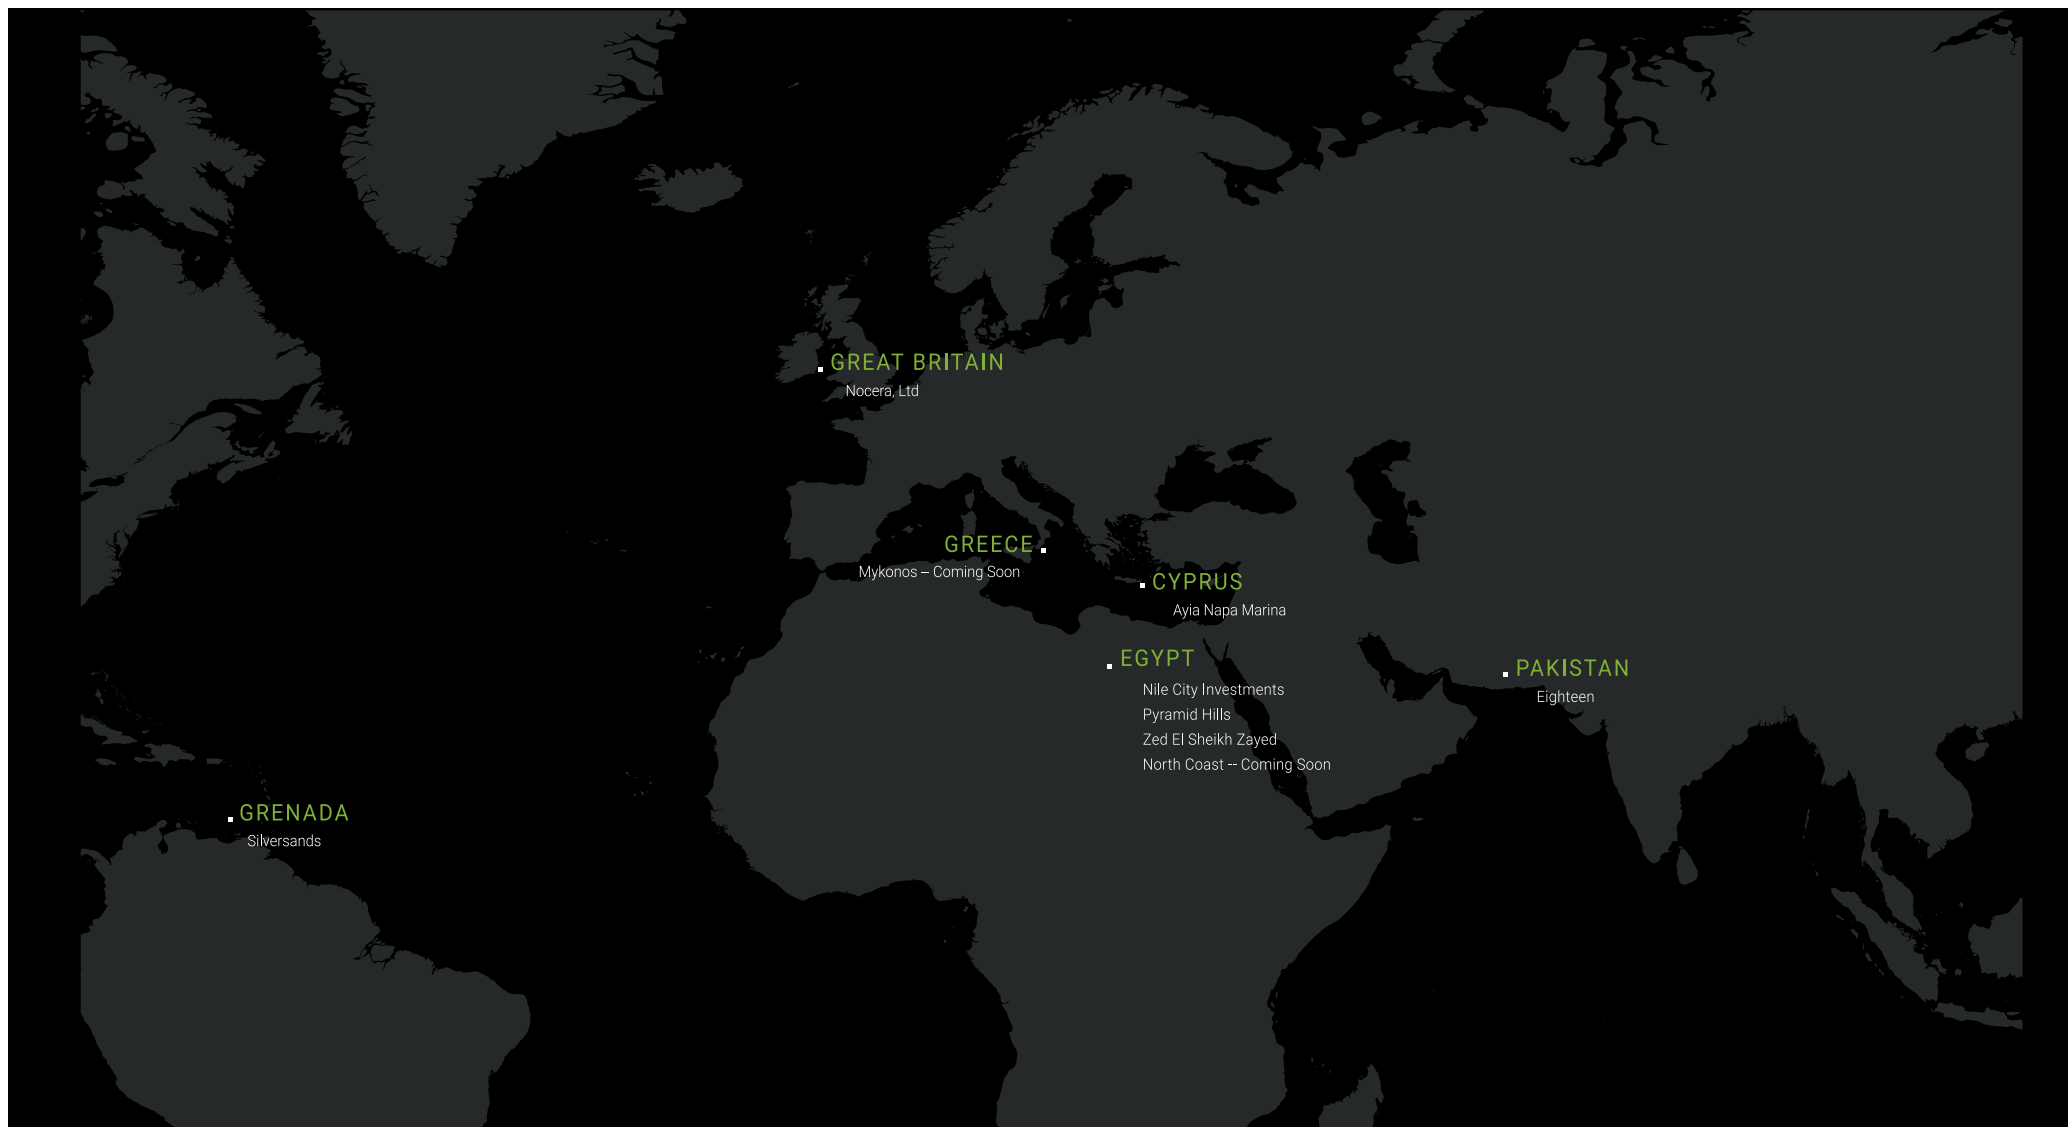 GREAT BRITAIN
Nocera, Ltd
GREECE
Mykonos – Coming Soon
CYPRUS
Ayia Napa Marina
EGYPT
Nile City Investments
Pyramid Hills
Zed El Sheikh Zayed
North Coast -- Coming Soon
PAKISTAN
Eighteen
GRENADA
Silversands